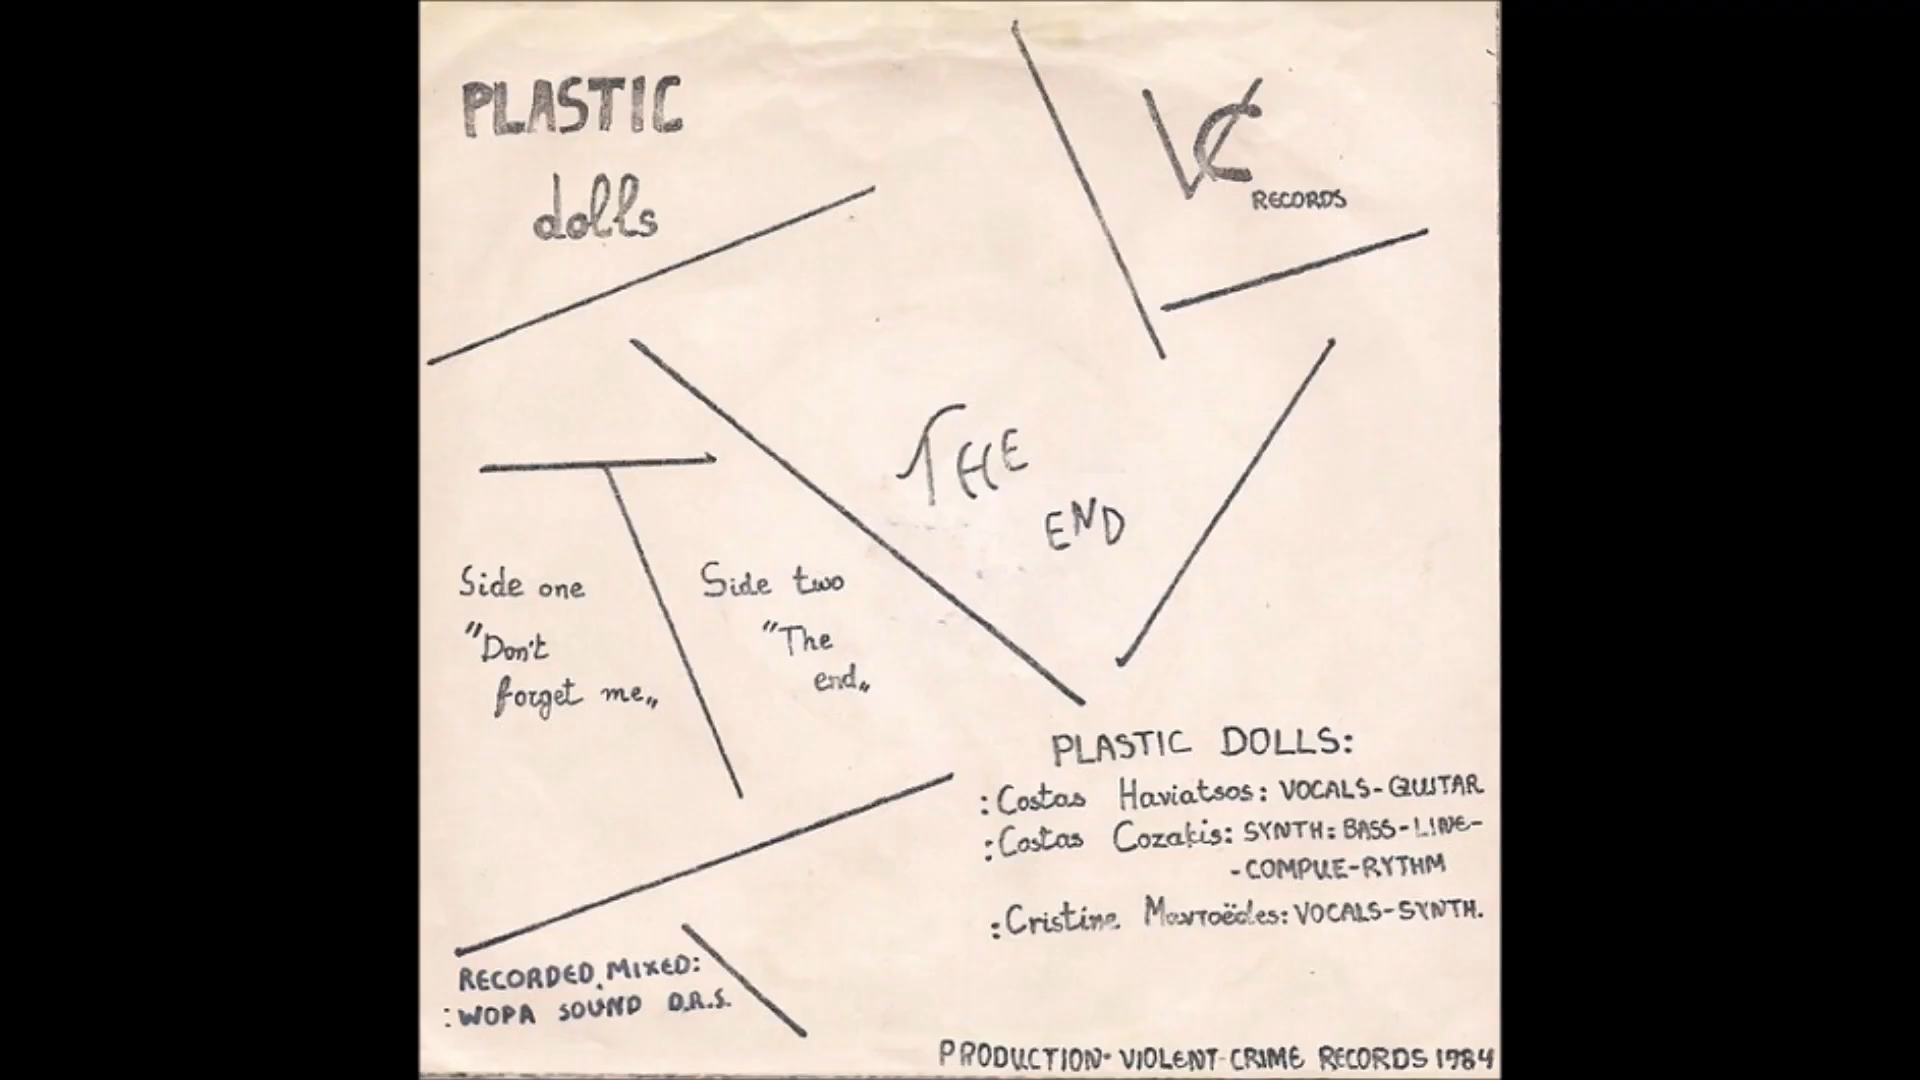 PLASTIC
dolls
VC
RECORDS
THE
END
Side one
"Don't
forget me„
Side two
"The
end„
PLASTIC DOLLS:
:Costas Haviatsos: VOCALS-GUITAR
:Costas Cozakis: SYNTH: BASS-LINE-
-COMPUE-RYTHM
:Cristine : VOCALS-SYNTH.
RECORDED.MIXED:
:WOPA SOUND D.R.S.
PRODUCTION-VIOLENT-CRIME RECORDS 1984